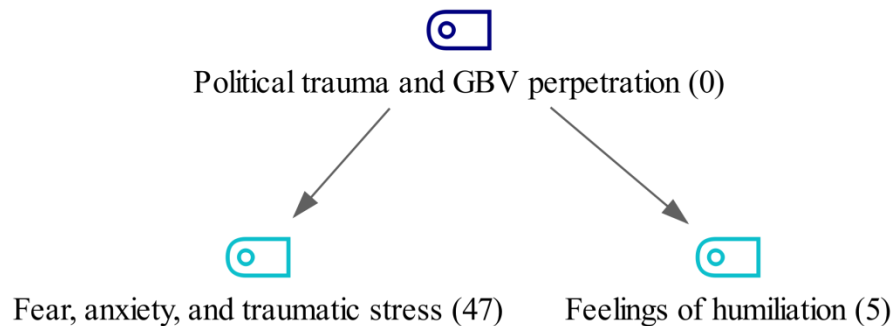 Political trauma and GBV perpetration (0)
Fear, anxiety, and traumatic stress (47)
Feelings of humiliation (5)